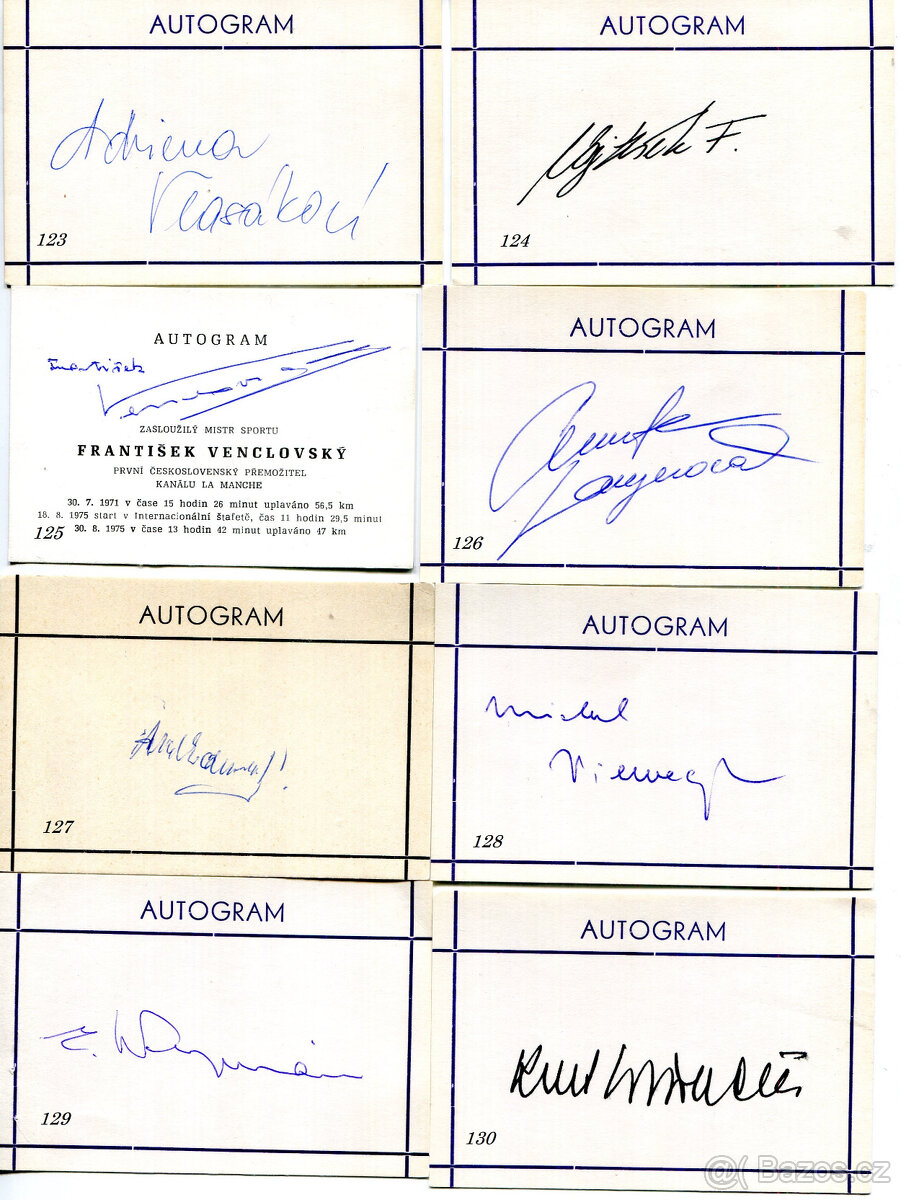 AUTOGRAM
Adriena
Vlasáková
123
AUTOGRAM
F.
124
AUTOGRAM
František
ZASLOUŽILÝ MISTR SPORTU
FRANTIŠEK VENCLOVSKÝ
PRVNÍ ČESKOSLOVENSKÝ PŘEMOŽITEL
KANÁLU LA MANCHE
30. 7. 1971 v čase 15 hodin 26 minut uplaváno 56,5 km
18. 8. 1975 start v Internacionální štafetě, čas 11 hodin 29,5 minut
30. 8. 1975 v čase 13 hodin 42 minut uplaváno 47 km
125
AUTOGRAM
126
AUTOGRAM
127
AUTOGRAM
Michal
Viewegh
128
AUTOGRAM
E.
129
AUTOGRAM
130
@( Bazos.cz